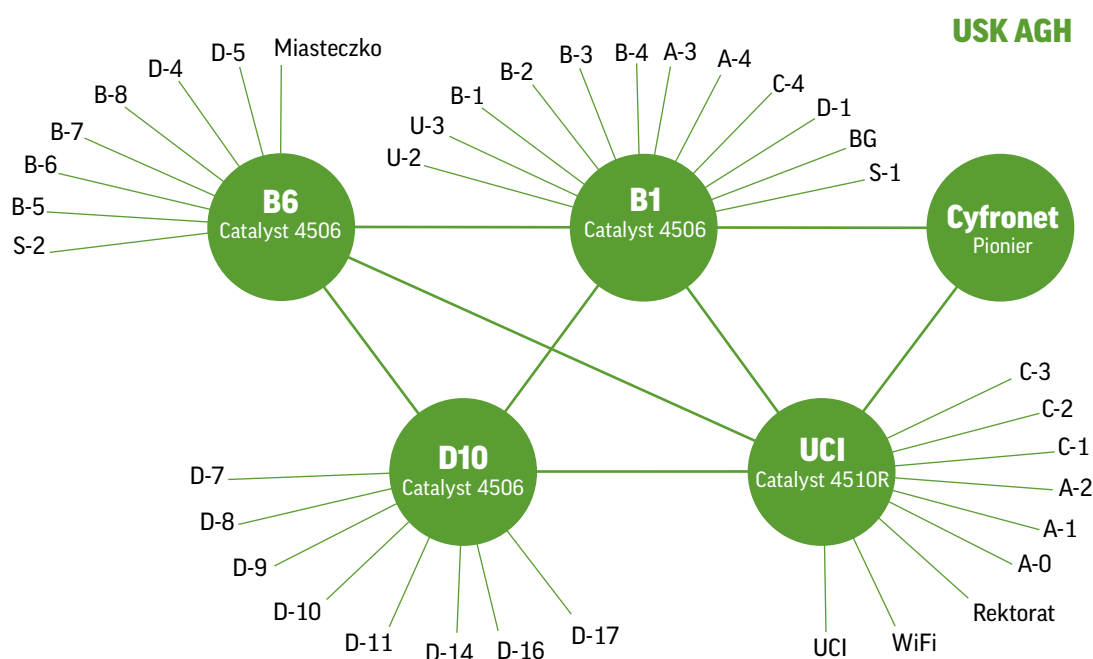 USK AGH
Miasteczko
D-5
D-4
B-8
B-7
B-6
B-5
S-2
B6
Catalyst 4506
U-2
U-3
B-1
B-2
B-3
B-4
A-3
A-4
C-4
D-1
BG
S-1
B1
Catalyst 4506
Cyfronet
Pionier
D10
Catalyst 4506
D-7
D-8
D-9
D-10
D-11
D-14
D-16
D-17
UCI
Catalyst 4510R
C-3
C-2
C-1
A-2
A-1
A-0
Rektorat
WiFi
UCI